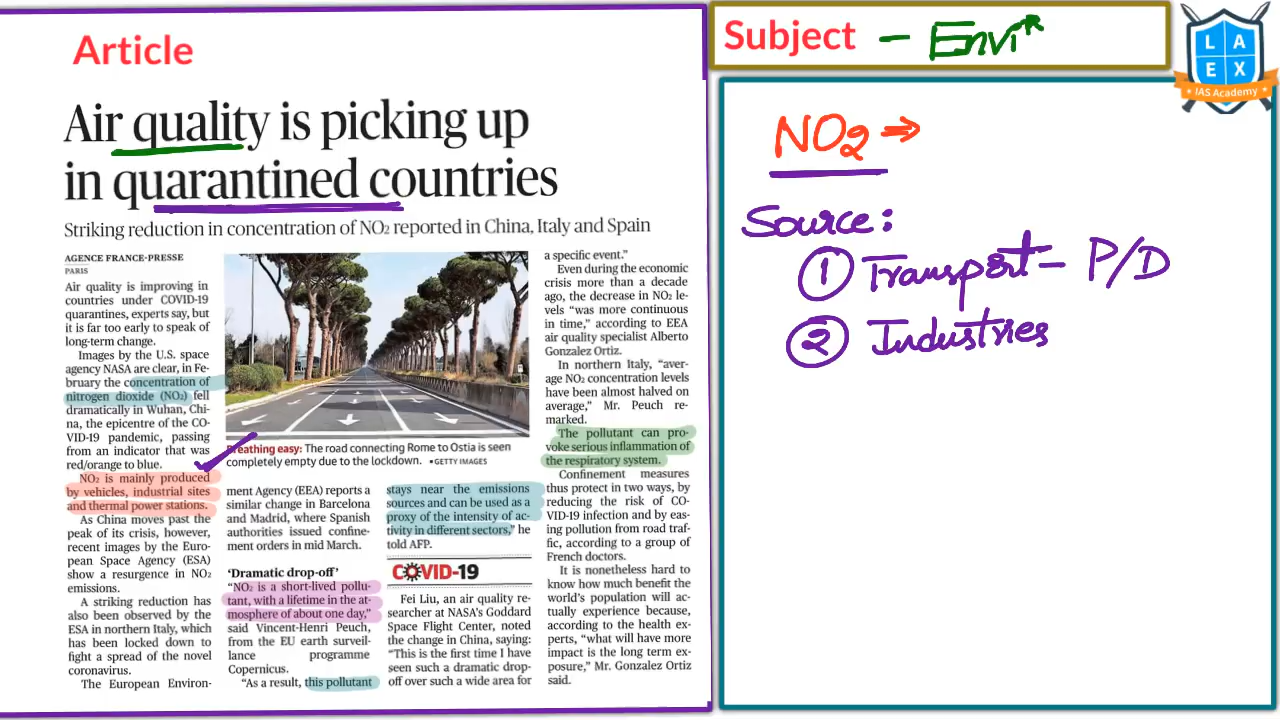 Article
Air quality is picking up
in quarantined countries
Striking reduction in concentration of NO2 reported in China, Italy and Spain
AGENCE FRANCE-PRESSE
PARIS
Air quality is improving in
countries under COVID-19
quarantines, experts say, but
it is far too early to speak of
long-term change.
Images by the U.S. space
agency NASA are clear, in Fe-
bruary the concentration of
nitrogen dioxide (NO2) fell
dramatically in Wuhan, Chi-
na, the epicentre of the CO-
VID-19 pandemic, passing
from an indicator that was
red/orange to blue.
NO2 is mainly produced
by vehicles, industrial sites
and thermal power stations.
As China moves past the
peak of its crisis, however,
recent images by the Euro-
pean Space Agency (ESA)
show a resurgence in NO2
emissions.
A striking reduction has
also been observed by the
ESA in northern Italy, which
has been locked down to
fight a spread of the novel
coronavirus.
The European Environ-
Breathing easy: The road connecting Rome to Ostia is seen
completely empty due to the lockdown. • GETTY IMAGES
ment Agency (EEA) reports a
similar change in Barcelona
and Madrid, where Spanish
authorities issued confine-
ment orders in mid March.
'Dramatic drop-off'
"NO2 is a short-lived pollu-
tant, with a lifetime in the at-
mosphere of about one day,"
said Vincent-Henri Peuch,
from the EU earth surveil-
lance programme
Copernicus.
"As a result, this pollutant
stays near the emissions
sources and can be used as a
proxy of the intensity of ac-
tivity in different sectors," he
told AFP.
COVID-19
Fei Liu, an air quality re-
searcher at NASA's Goddard
Space Flight Center, noted
the change in China, saying:
"This is the first time I have
seen such a dramatic drop-
off over such a wide area for
a specific event."
Even during the economic
crisis more than a decade
ago, the decrease in NO2 le-
vels "was more continuous
in time," according to EEA
air quality specialist Alberto
Gonzalez Ortiz.
In northern Italy, "aver-
age NO2 concentration levels
have been almost halved on
average," Mr. Peuch re-
marked.
The pollutant can pro-
voke serious inflammation of
the respiratory system.
Confinement measures
thus protect in two ways, by
reducing the risk of CO-
VID-19 infection and by eas-
ing pollution from road traf-
fic, according to a group of
French doctors.
It is nonetheless hard to
know how much benefit the
world's population will ac-
tually experience because,
according to the health ex-
perts, "what will have more
impact is the long term ex-
posure," Mr. Gonzalez Ortiz
said.
Subject - Envir
LAEX
IAS Academy
NO2 ⇒
Source:
① Transport - P/D
② Industries